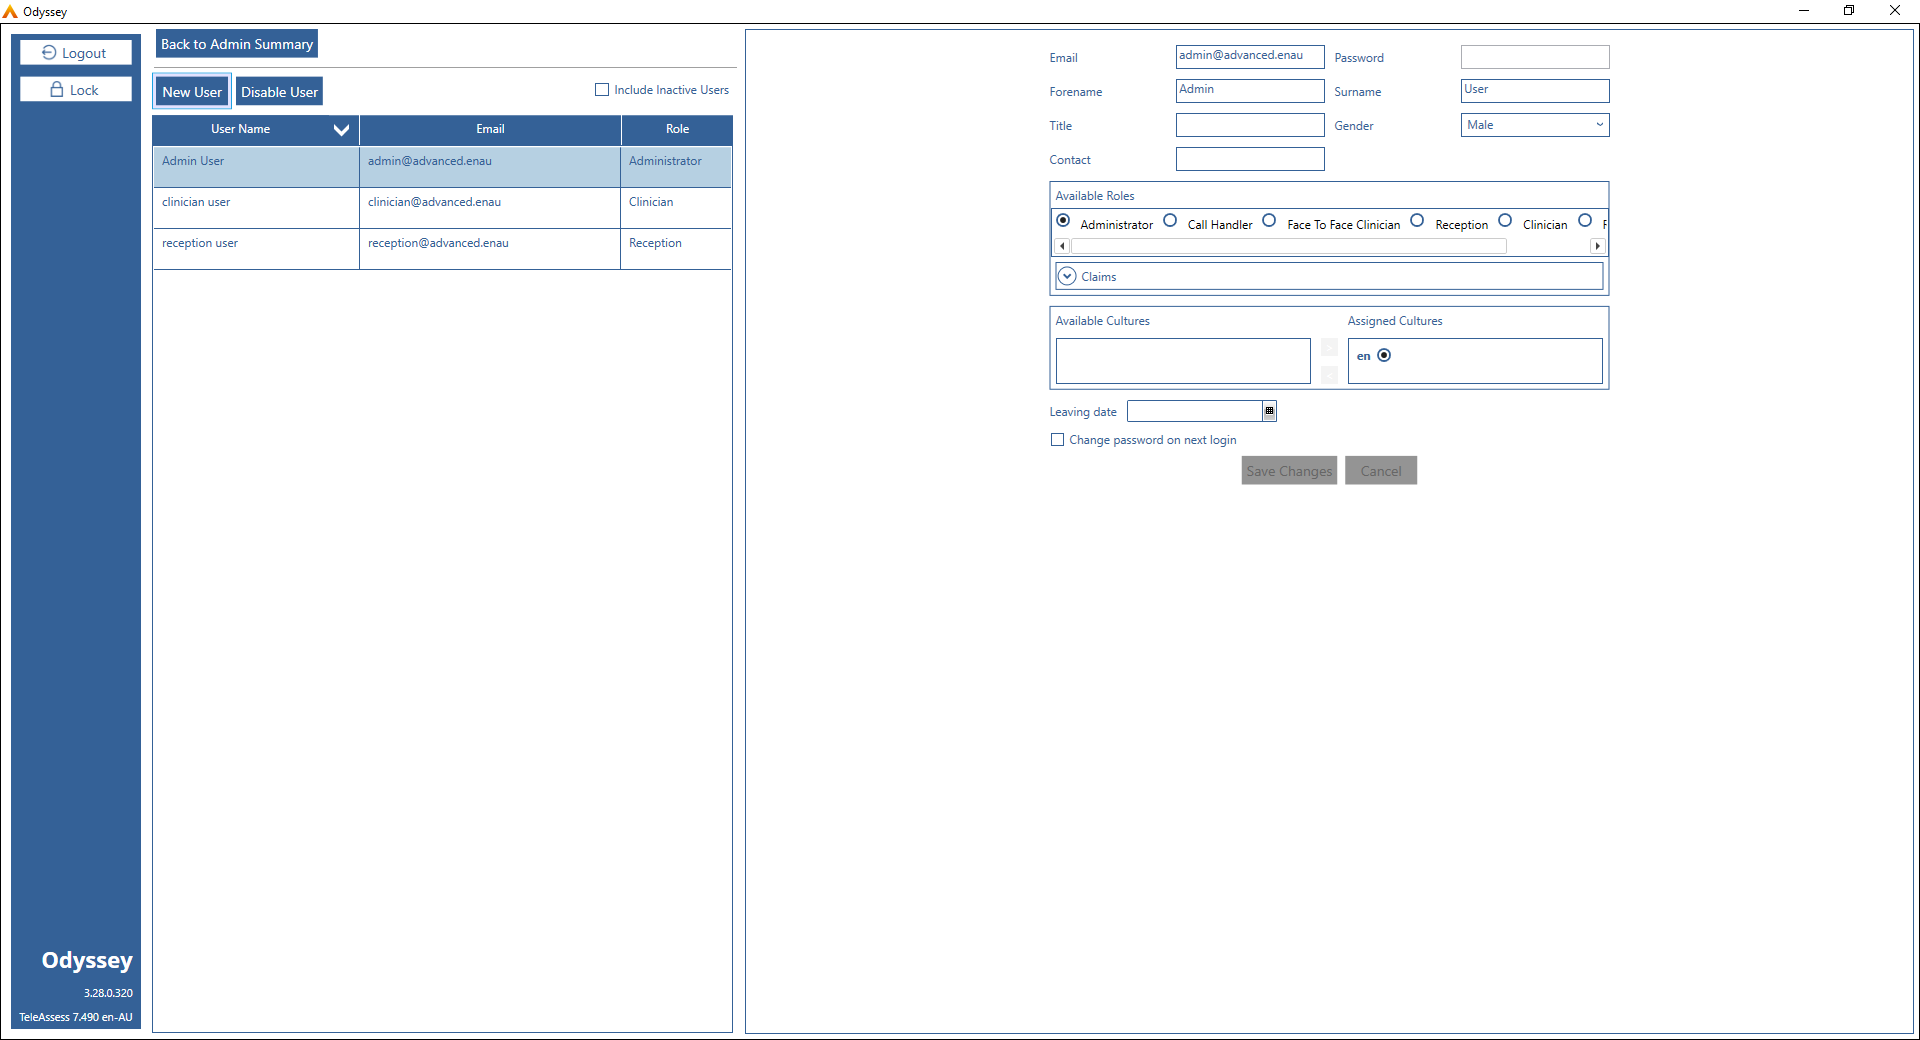 Odyssey
Logout
Lock
Back to Admin Summary
New User
Disable User
Include Inactive Users
User Name Email Role
Admin User admin@advanced.enau Administrator
clinician user clinician@advanced.enau Clinician
reception user reception@advanced.enau Reception
Email admin@advanced.enau Password
Forename Admin Surname User
Title Gender Male
Contact
Available Roles
Administrator Call Handler Face To Face Clinician Reception Clinician
Claims
Available Cultures Assigned Cultures
en
Leaving date
Change password on next login
Save Changes Cancel
Odyssey
3.28.0.320
TeleAssess 7.490 en-AU